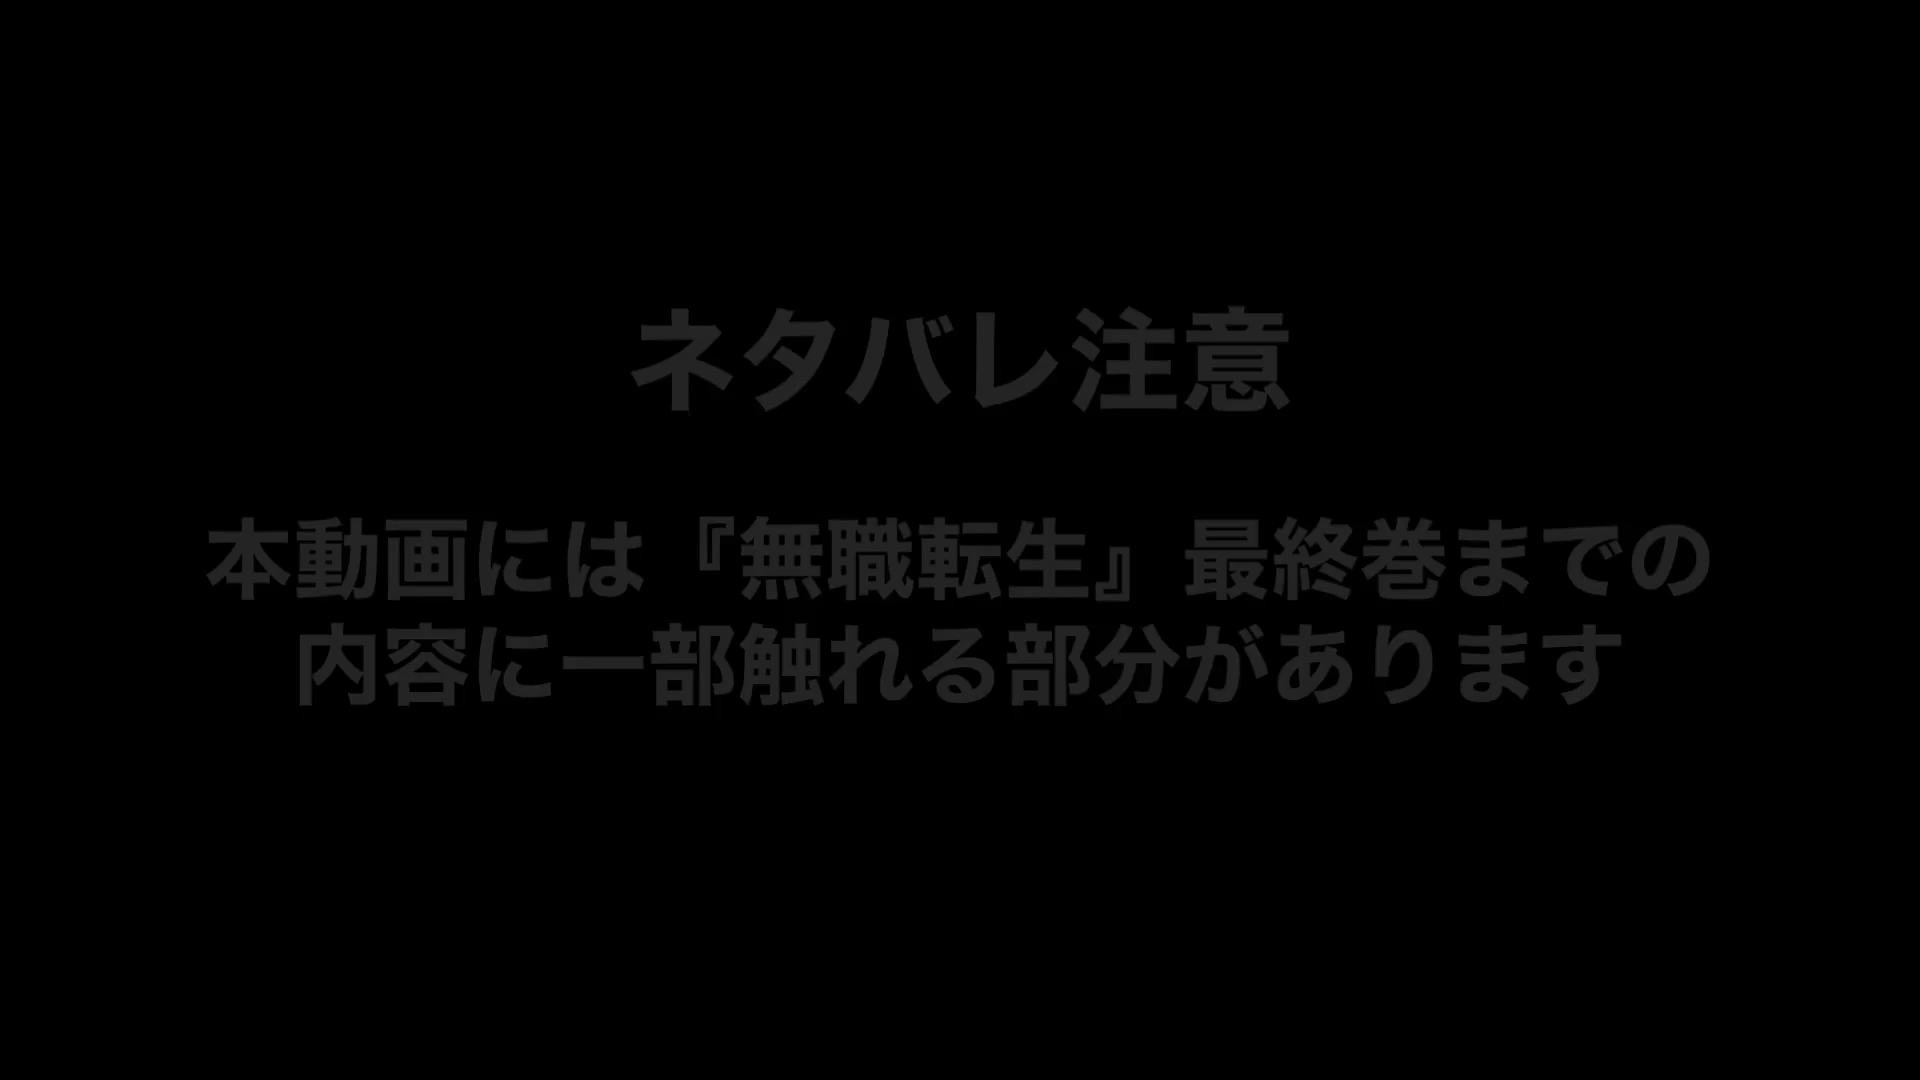 ネタバレ注意
本動画には『無職転生』最終巻までの
内容に一部触れる部分があります